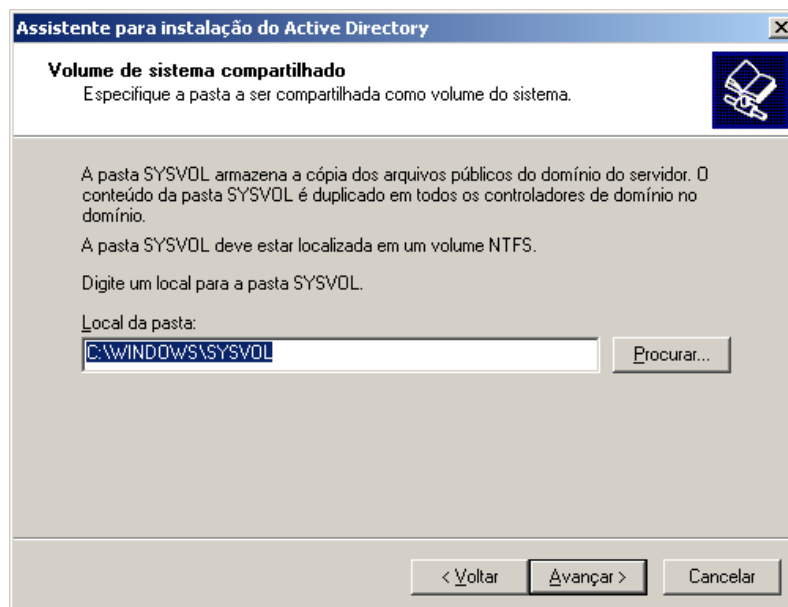 Assistente para instalação do Active Directory
Volume de sistema compartilhado
Especifique a pasta a ser compartilhada como volume do sistema.
A pasta SYSVOL armazena a cópia dos arquivos públicos do domínio do servidor. O
conteúdo da pasta SYSVOL é duplicado em todos os controladores de domínio no
domínio.
A pasta SYSVOL deve estar localizada em um volume NTFS.
Digite um local para a pasta SYSVOL.
Local da pasta:
C:\WINDOWS\SYSVOL
Procurar...
< Voltar
Avançar >
Cancelar